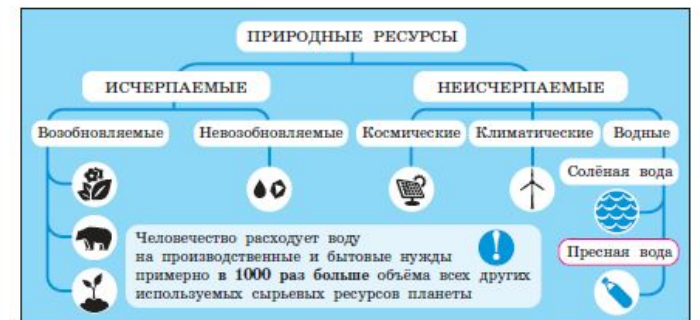 ПРИРОДНЫЕ РЕСУРСЫ
ИСЧЕРПАЕМЫЕ
НЕИСЧЕРПАЕМЫЕ
Возобновляемые
Невозобновляемые
Космические
Климатические
Водные
Солёная вода
Пресная вода
Человечество расходует воду
на производственные и бытовые нужды
примерно в 1000 раз больше объёма всех других
используемых сырьевых ресурсов планеты
!